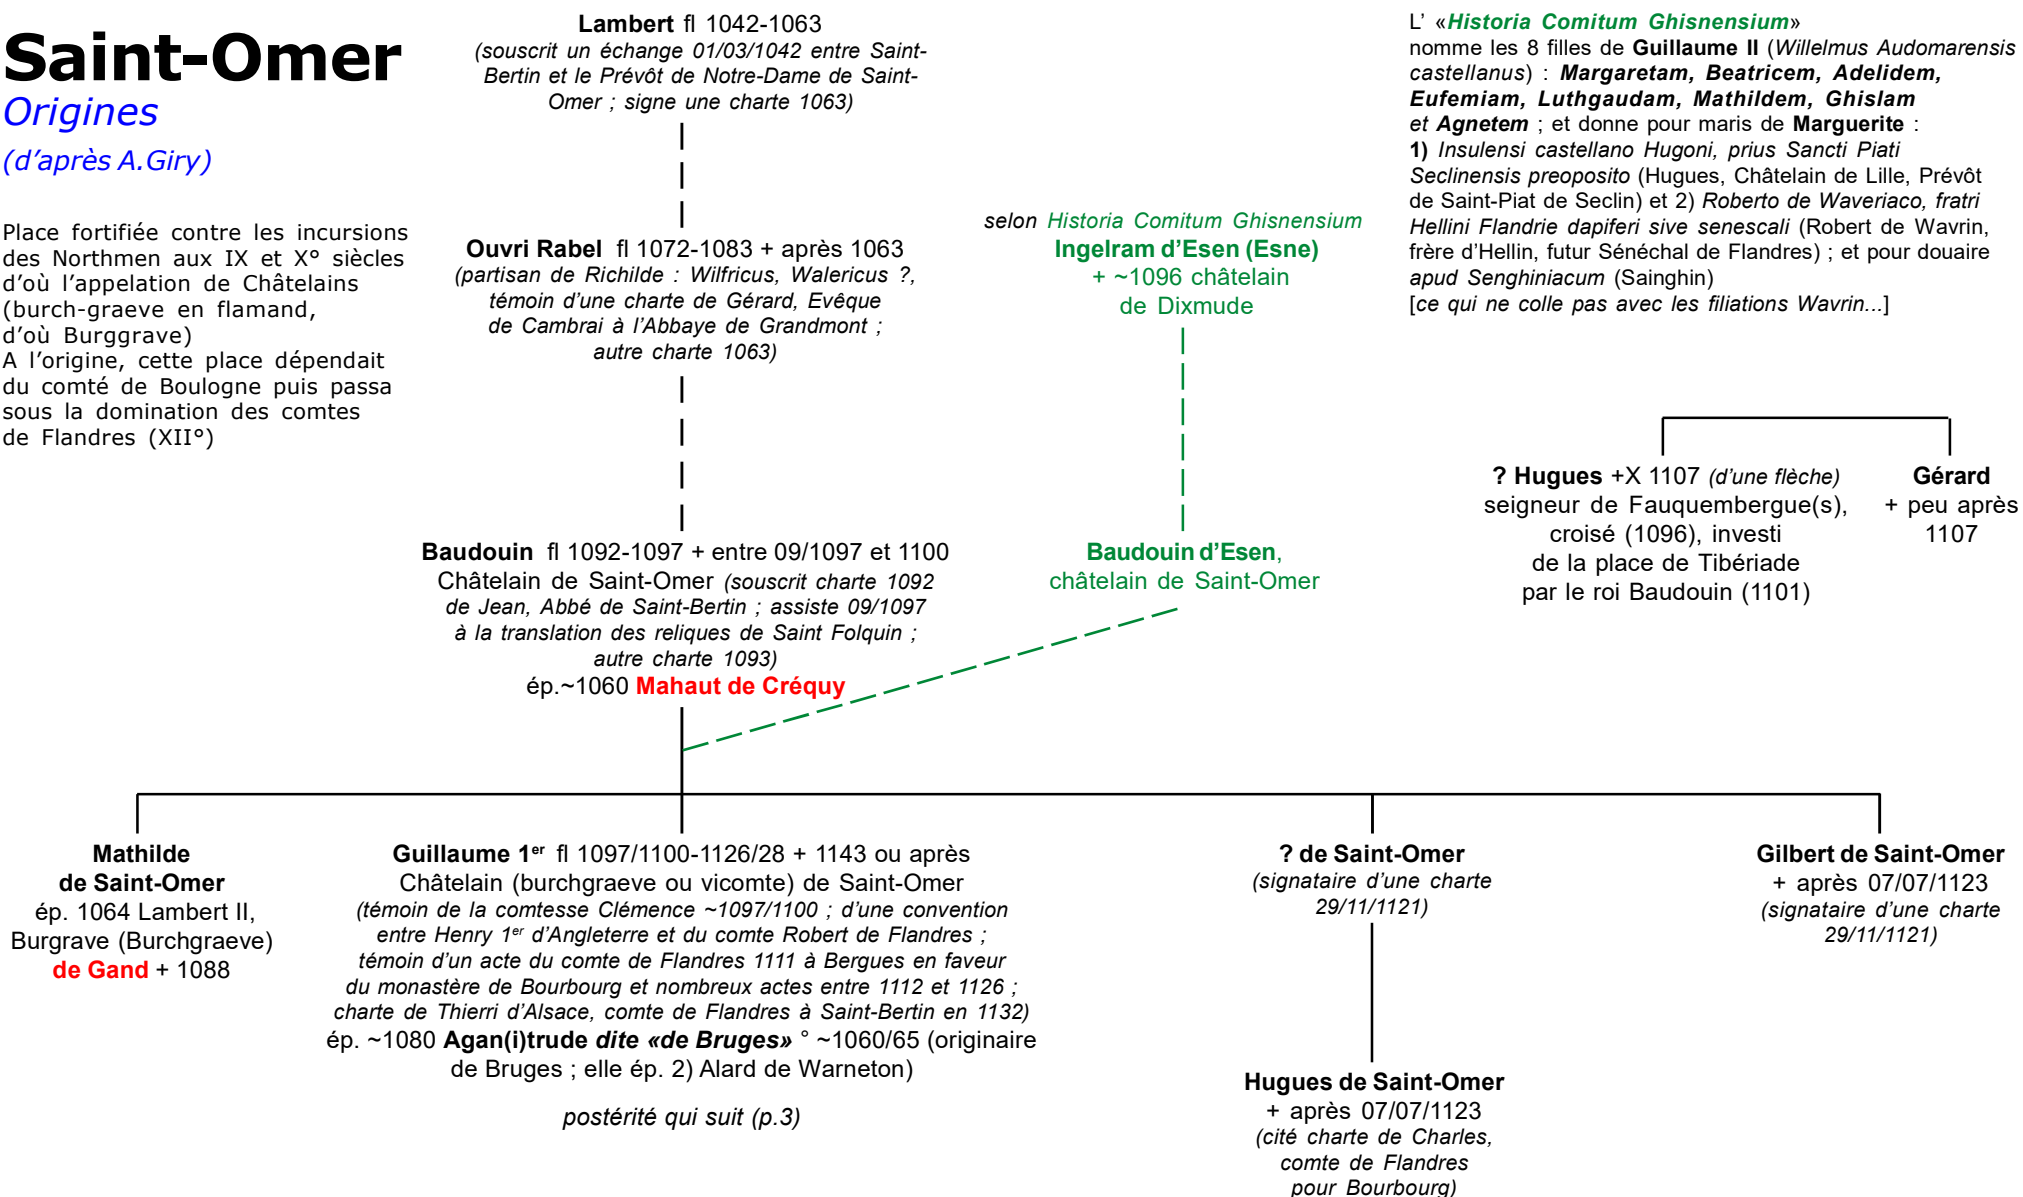 Saint-Omer
Origines
(d'après A.Giry)
Place fortifiée contre les incursions
des Northmen aux IX et X° siècles
d'où l'appelation de Châtelains
(burch-graeve en flamand,
d'où Burggrave)
A l'origine, cette place dépendait
du comté de Boulogne puis passa
sous la domination des comtes
de Flandres (XII°)
Lambert fl 1042-1063
(souscrit un échange 01/03/1042 entre Saint-
Bertin et le Prévôt de Notre-Dame de Saint-
Omer ; signe une charte 1063)
Ouvri Rabel fl 1072-1083 + après 1063
(partisan de Richilde : Wilfricus, Walericus ?,
témoin d'une charte de Gérard, Evêque
de Cambrai à l'Abbaye de Grandmont ;
autre charte 1063)
selon Historia Comitum Ghisnensium
Ingelram d'Esen (Esne)
+ ~1096 châtelain
de Dixmude
L' «Historia Comitum Ghisnensium»
nomme les 8 filles de Guillaume II (Willelmus Audomarensis
castellanus) : Margaretam, Beatricem, Adelidem,
Eufemiam, Luthgaudam, Mathildem, Ghislam
et Agnetem ; et donne pour maris de Marguerite :
1) Insulensi castellano Hugoni, prius Sancti Piati
Seclinensis preoposito (Hugues, Châtelain de Lille, Prévôt
de Saint-Piat de Seclin) et 2) Roberto de Waveriaco, fratri
Hellini Flandrie dapiferi sive senescali (Robert de Wavrin,
frère d'Hellin, futur Sénéchal de Flandres) ; et pour douaire
apud Senghiniacum (Sainghin)
[ce qui ne colle pas avec les filiations Wavrin...]
? Hugues +X 1107 (d'une flèche)
seigneur de Fauquembergue(s),
croisé (1096), investi
de la place de Tibériade
par le roi Baudouin (1101)
Gérard
+ peu après
1107
Baudouin fl 1092-1097 + entre 09/1097 et 1100
Châtelain de Saint-Omer (souscrit charte 1092
de Jean, Abbé de Saint-Bertin ; assiste 09/1097
à la translation des reliques de Saint Folquin ;
autre charte 1093)
ép.~1060 Mahaut de Créquy
Baudouin d'Esen,
châtelain de Saint-Omer
Mathilde
de Saint-Omer
ép. 1064 Lambert II,
Burgrave (Burchgraeve)
de Gand + 1088
Guillaume 1er fl 1097/1100-1126/28 + 1143 ou après
Châtelain (burchgraeve ou vicomte) de Saint-Omer
(témoin de la comtesse Clémence ~1097/1100 ; d'une convention
entre Henry 1er d'Angleterre et du comte Robert de Flandres ;
témoin d'un acte du comte de Flandres 1111 à Bergues en faveur
du monastère de Bourbourg et nombreux actes entre 1112 et 1126 ;
charte de Thierri d'Alsace, comte de Flandres à Saint-Bertin en 1132)
ép. ~1080 Agan(i)trude dite «de Bruges» ° ~1060/65 (originaire
de Bruges ; elle ép. 2) Alard de Warneton)
postérité qui suit (p.3)
? de Saint-Omer
(signataire d'une charte
29/11/1121)
Hugues de Saint-Omer
+ après 07/07/1123
(cité charte de Charles,
comte de Flandres
pour Bourbourg)
Gilbert de Saint-Omer
+ après 07/07/1123
(signataire d'une charte
29/11/1121)